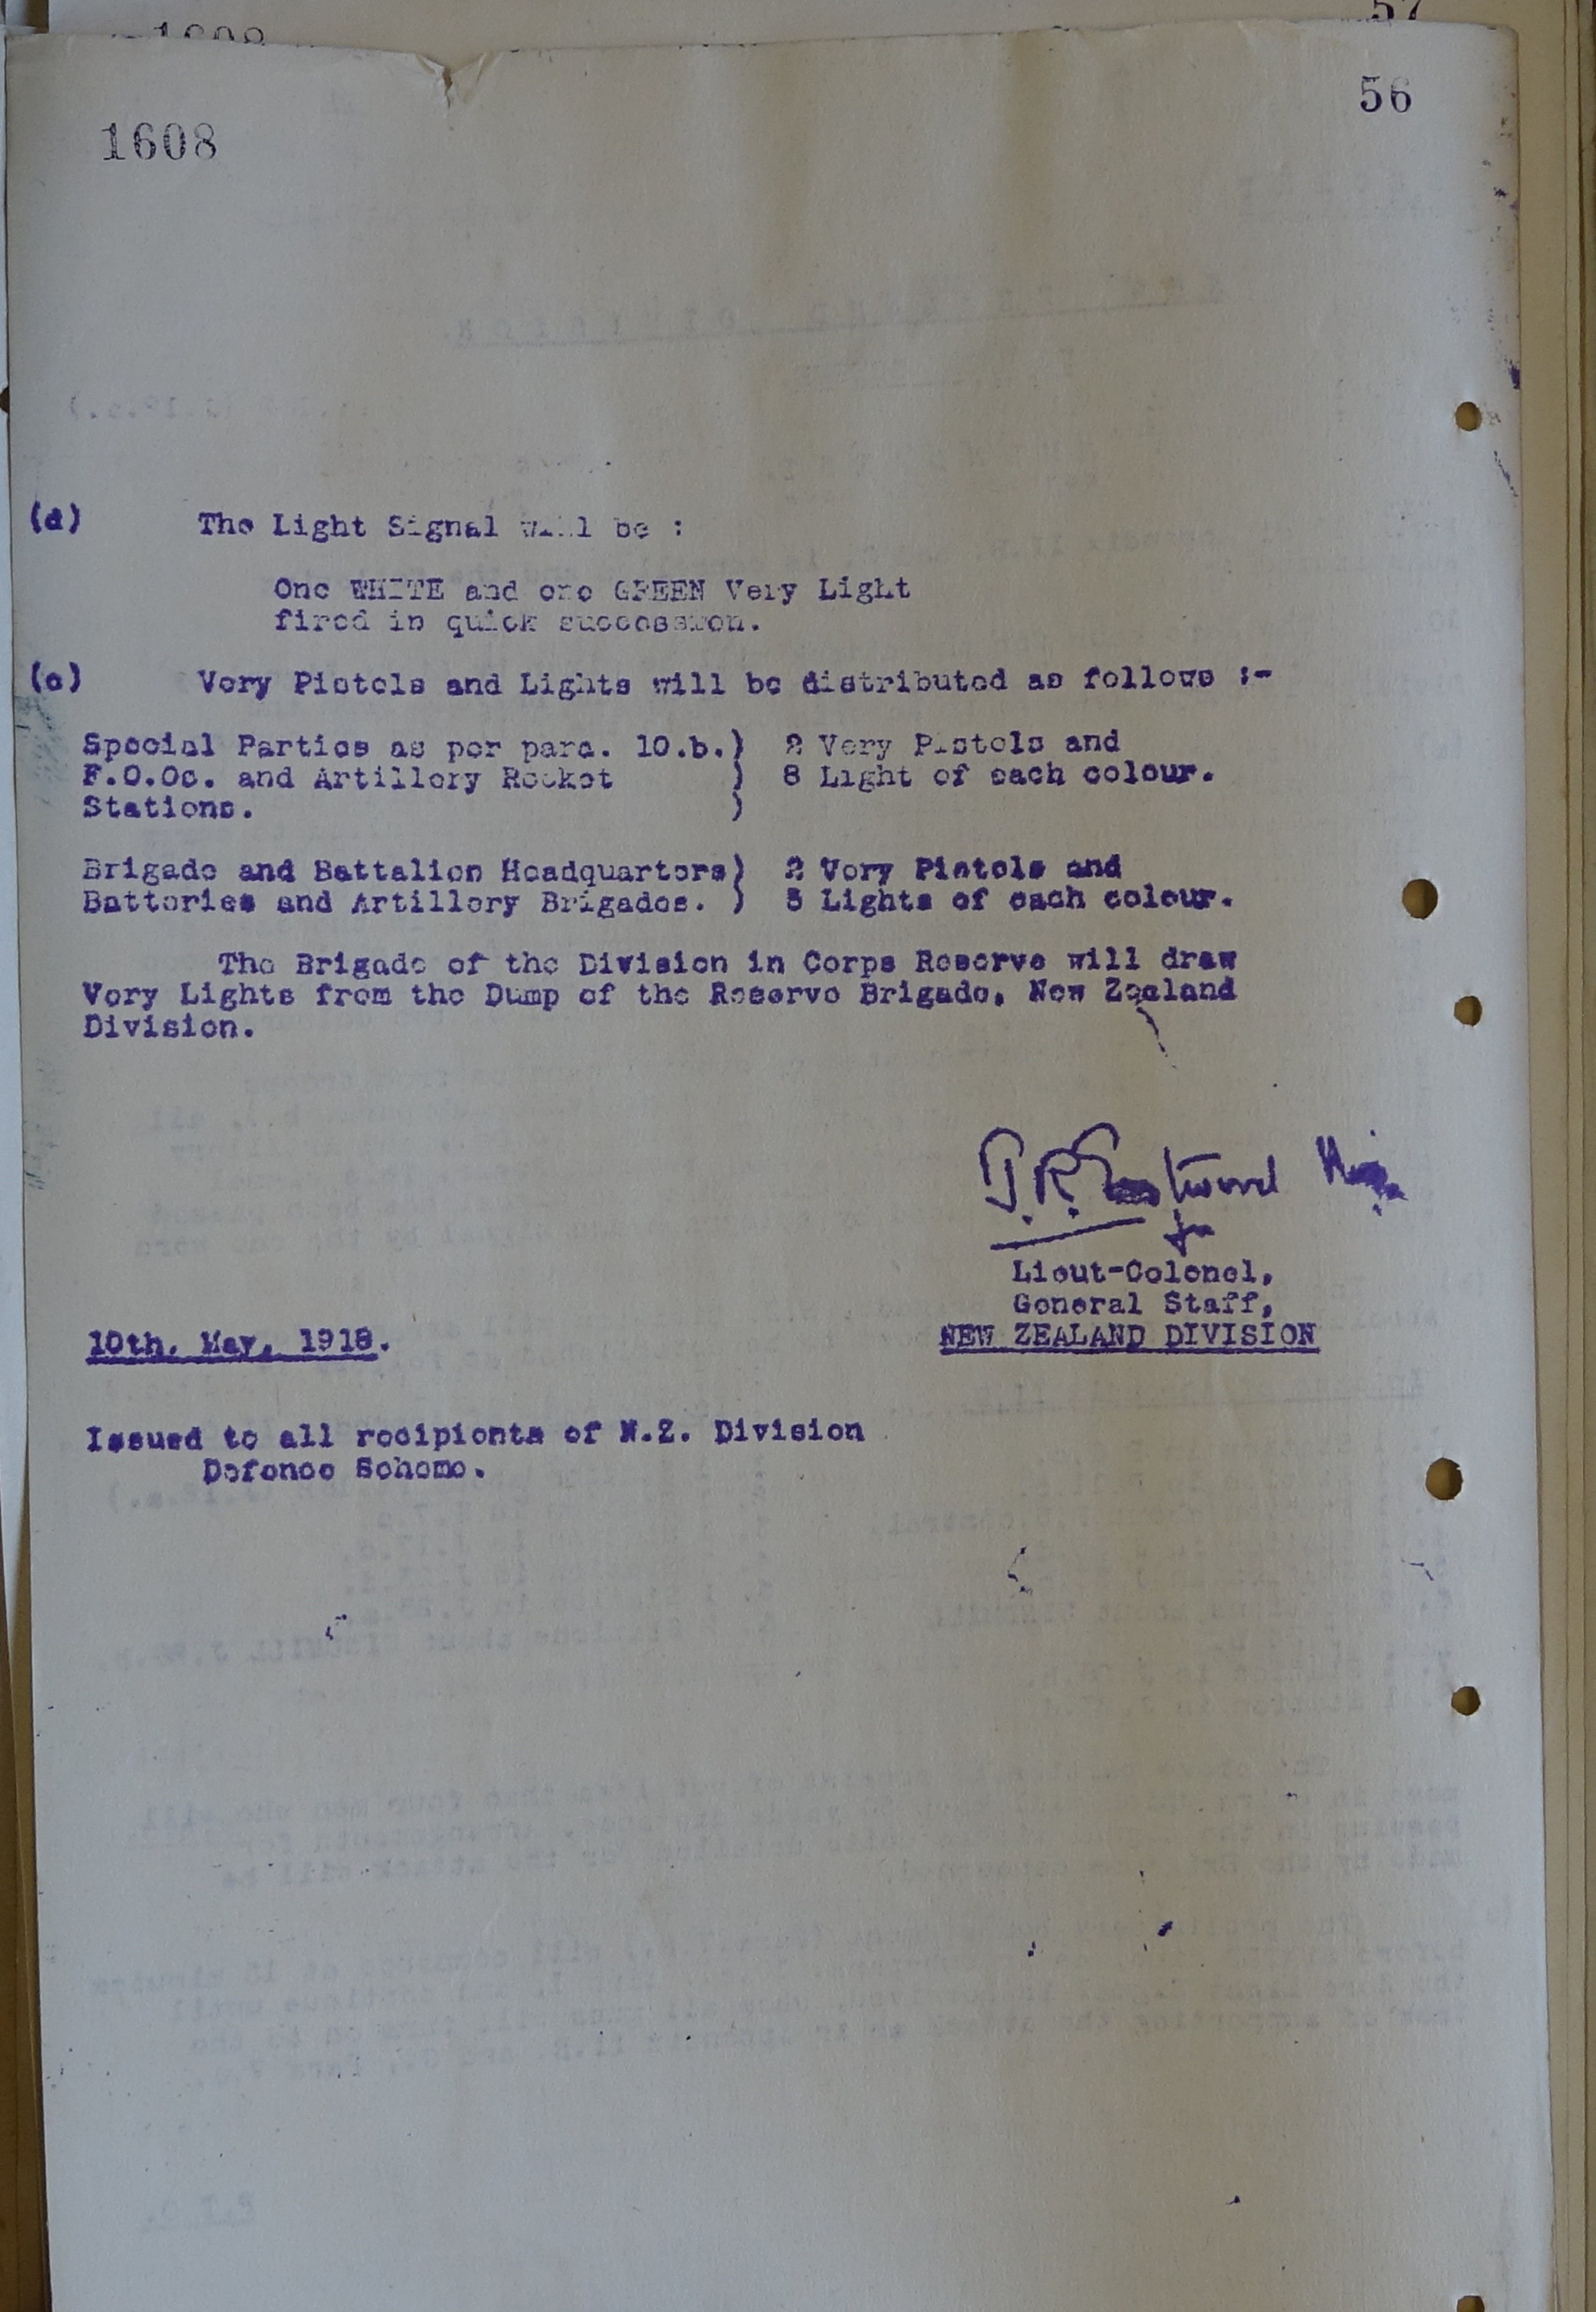 57
1608
56
1608
(d) The Light Signal will be :
One WHITE and one GREEN Very Light
fired in quick succession.
(e) Very Pistols and Lights will be distributed as follows :-
Special Parties as per para. 10.b.) 2 Very Pistols and
F.O.Os. and Artillery Rocket ) 8 Light of each colour.
Stations. )
Brigade and Battalion Headquarters) 2 Very Pistols and
Batteries and Artillery Brigades. ) Lights of each colour.
The Brigade of the Division in Corps Reserve will draw
Very Lights from the Dump of the Reserve Brigade, New Zealand
Division.
T.R. Eastwood
for
Lieut-Colonel,
General Staff,
10th. May, 1918.
NEW ZEALAND DIVISION
Issued to all recipients of N.Z. Division
Defence Scheme.